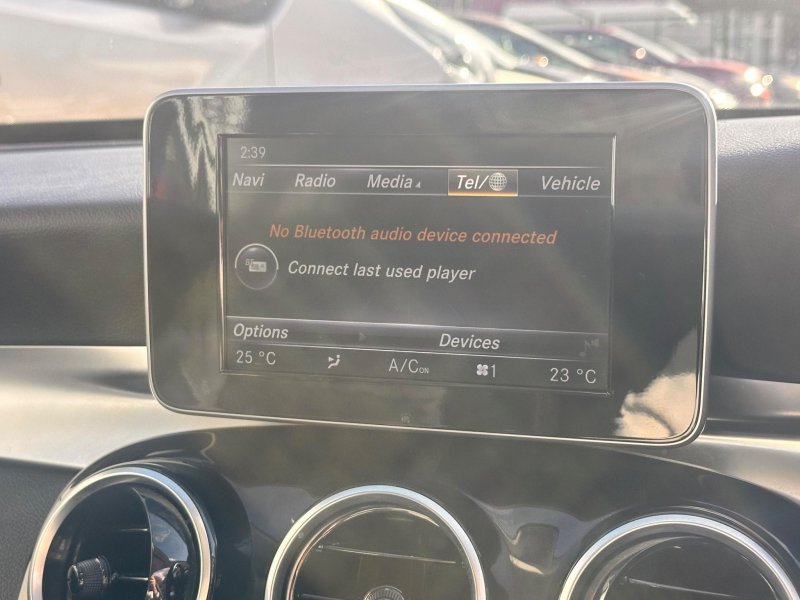 2:39
Navi Radio Media Tel/ Vehicle
No Bluetooth audio device connected
Connect last used player
Options Devices
25 °C A/C ON 1 23 °C